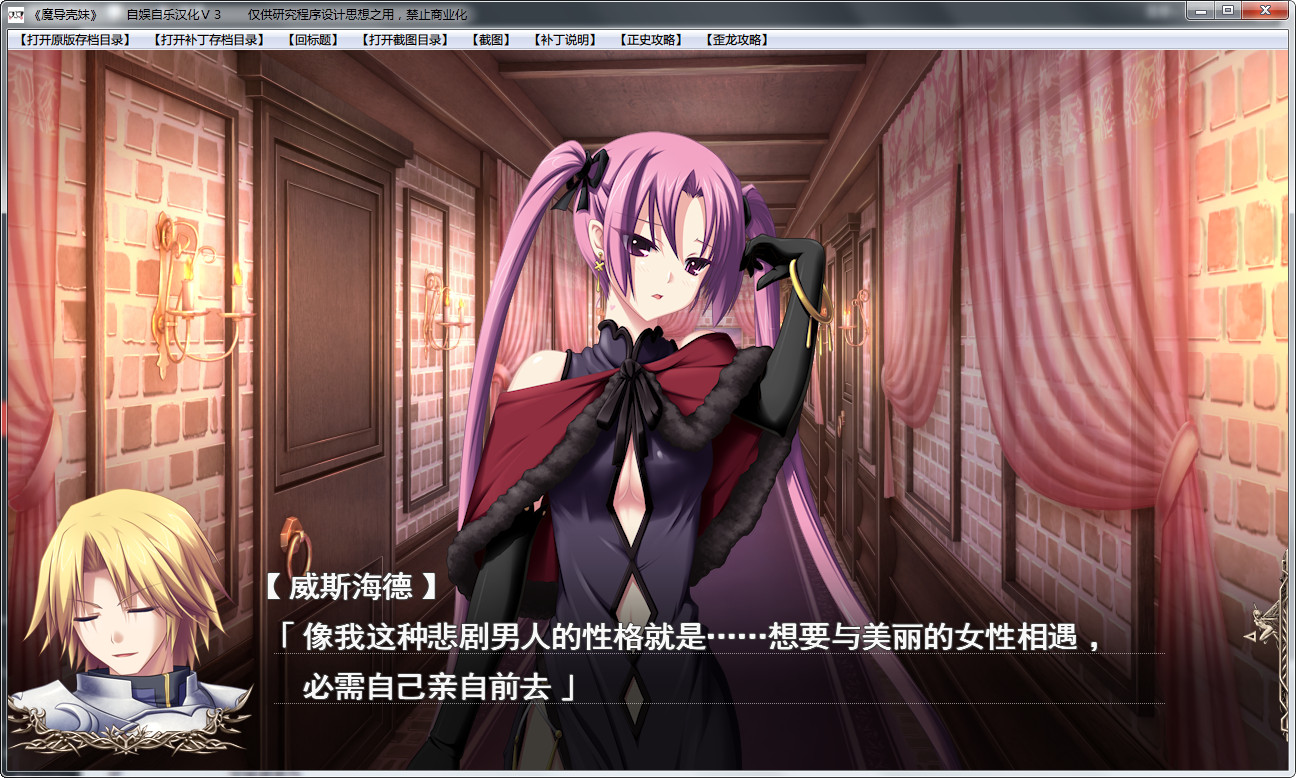 《魔导壳妹》 自娱自乐汉化V 3 仅供研究程序设计思想之用，禁止商业化
【打开原版存档目录】 【打开补丁存档目录】 【回标题】 【打开截图目录】 【截图】 【补丁说明】 【正史攻略】 【歪龙攻略】
【 威斯海德 】
「 像我这种悲剧男人的性格就是……想要与美丽的女性相遇，
必需自己亲自前去 」